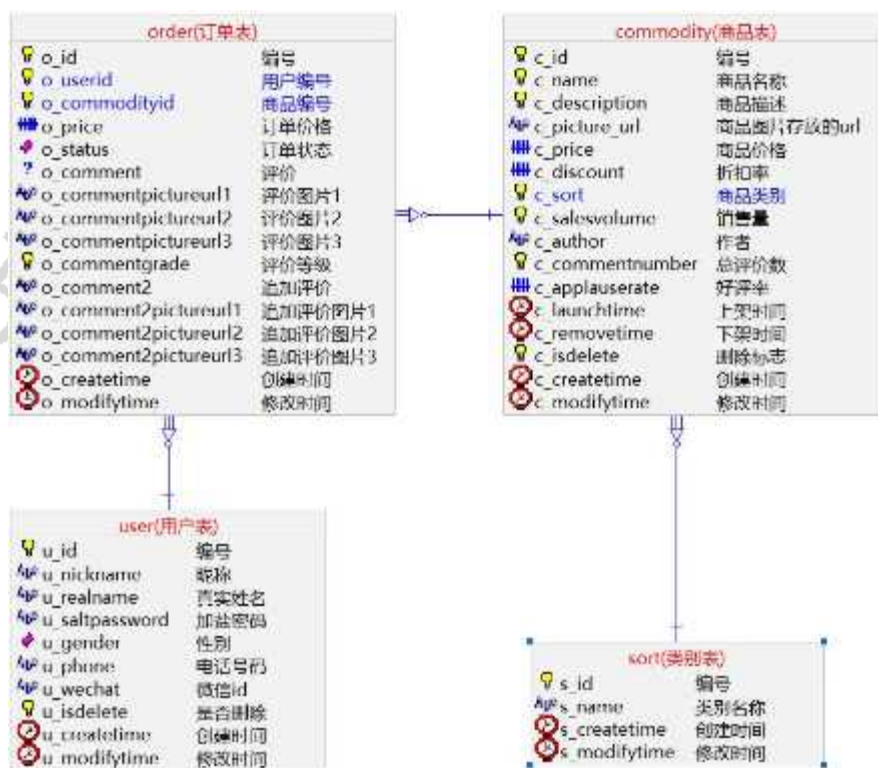 order(订单表)
o_id 编号
o_userid 用户编号
o_commodityid 商品编号
o_price 订单价格
o_status 订单状态
o_comment 评价
o_commentpictureurl1 评价图片1
o_commentpictureurl2 评价图片2
o_commentpictureurl3 评价图片3
o_commentgrade 评价等级
o_comment2 追加评价
o_comment2pictureurl1 追加评价图片1
o_comment2pictureurl2 追加评价图片2
o_comment2pictureurl3 追加评价图片3
o_createtime 创建时间
o_modifytime 修改时间
commodity(商品表)
c_id 编号
c_name 商品名称
c_description 商品描述
c_picture_url 商品图片存放的url
c_price 商品价格
c_discount 折扣率
c_sort 商品类别
c_salesvolume 销售量
c_author 作者
c_commentnumber 总评价数
c_applauserate 好评率
c_launchtime 上架时间
c_removetime 下架时间
c_isdelete 删除标志
c_createtime 创建时间
c_modifytime 修改时间
user(用户表)
u_id 编号
u_nickname 昵称
u_realname 真实姓名
u_saltpassword 加盐密码
u_gender 性别
u_phone 电话号码
u_wechat 微信id
u_isdelete 是否删除
u_createtime 创建时间
u_modifytime 修改时间
sort(类别表)
s_id 编号
s_name 类别名称
s_createtime 创建时间
s_modifytime 修改时间